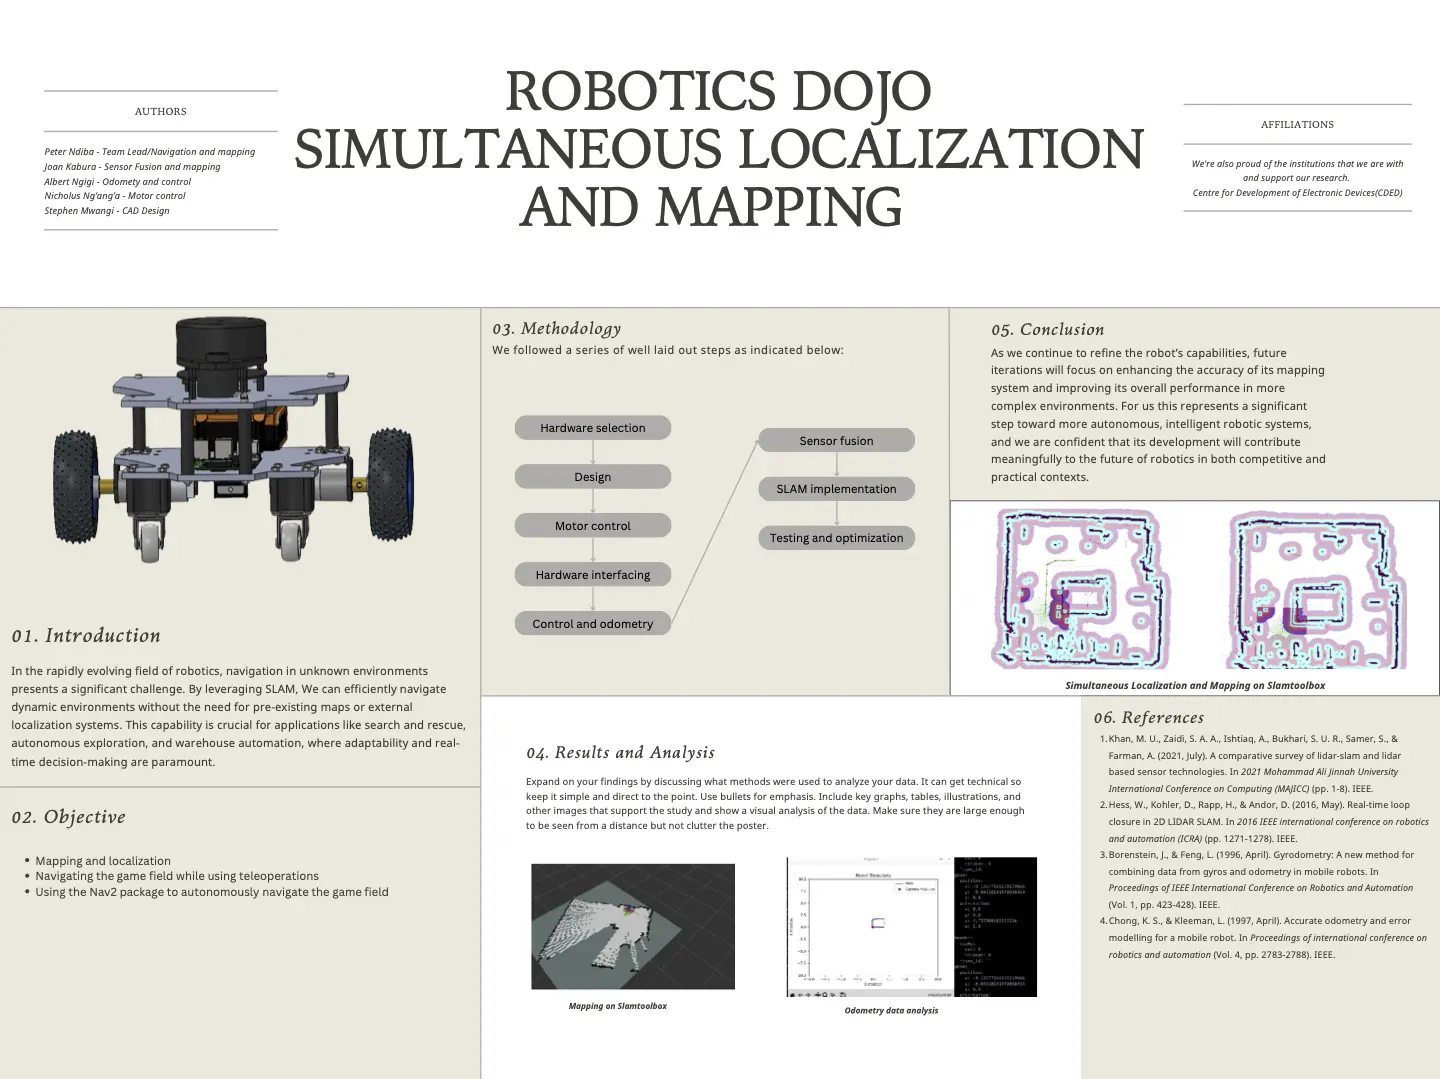 ROBOTICS DOJO
SIMULTANEOUS LOCALIZATION
AND MAPPING
AUTHORS
Peter Ndiba - Team Lead/Navigation and mapping
Joan Kabura - Sensor Fusion and mapping
Albert Ngigi - Odomety and control
Nicholus Ng'ang'a - Motor control
Stephen Mwangi - CAD Design
AFFILIATIONS
We're also proud of the institutions that we are with
and support our research.
Centre for Development of Electronic Devices(CDED)
01. Introduction
In the rapidly evolving field of robotics, navigation in unknown environments
presents a significant challenge. By leveraging SLAM, We can efficiently navigate
dynamic environments without the need for pre-existing maps or external
localization systems. This capability is crucial for applications like search and rescue,
autonomous exploration, and warehouse automation, where adaptability and real-
time decision-making are paramount.
02. Objective
• Mapping and localization
• Navigating the game field while using teleoperations
• Using the Nav2 package to autonomously navigate the game field
03. Methodology
We followed a series of well laid out steps as indicated below:
Hardware selection
Design
Motor control
Hardware interfacing
Control and odometry
Sensor fusion
SLAM implementation
Testing and optimization
04. Results and Analysis
Expand on your findings by discussing what methods were used to analyze your data. It can get technical so
keep it simple and direct to the point. Use bullets for emphasis. Include key graphs, tables, illustrations, and
other images that support the study and show a visual analysis of the data. Make sure they are large enough
to be seen from a distance but not clutter the poster.
Robot Trajectory
Mapping on Slamtoolbox
Odometry data analysis
05. Conclusion
As we continue to refine the robot's capabilities, future
iterations will focus on enhancing the accuracy of its mapping
system and improving its overall performance in more
complex environments. For us this represents a significant
step toward more autonomous, intelligent robotic systems,
and we are confident that its development will contribute
meaningfully to the future of robotics in both competitive and
practical contexts.
Simultaneous Localization and Mapping on Slamtoolbox
06. References
1. Khan, M. U., Zaidi, S. A. A., Ishtiaq, A., Bukhari, S. U. R., Samer, S., &
Farman, A. (2021, July). A comparative survey of lidar-slam and lidar
based sensor technologies. In 2021 Mohammad Ali Jinnah University
International Conference on Computing (MAJICC) (pp. 1-8). IEEE.
2. Hess, W., Kohler, D., Rapp, H., & Andor, D. (2016, May). Real-time loop
closure in 2D LIDAR SLAM. In 2016 IEEE international conference on robotics
and automation (ICRA) (pp. 1271-1278). IEEE.
3. Borenstein, J., & Feng, L. (1996, April). Gyrodometry: A new method for
combining data from gyros and odometry in mobile robots. In
Proceedings of IEEE International Conference on Robotics and Automation
(Vol. 1, pp. 423-428). IEEE.
4. Chong, K. S., & Kleeman, L. (1997, April). Accurate odometry and error
modelling for a mobile robot. In Proceedings of international conference on
robotics and automation (Vol. 4, pp. 2783-2788). IEEE.